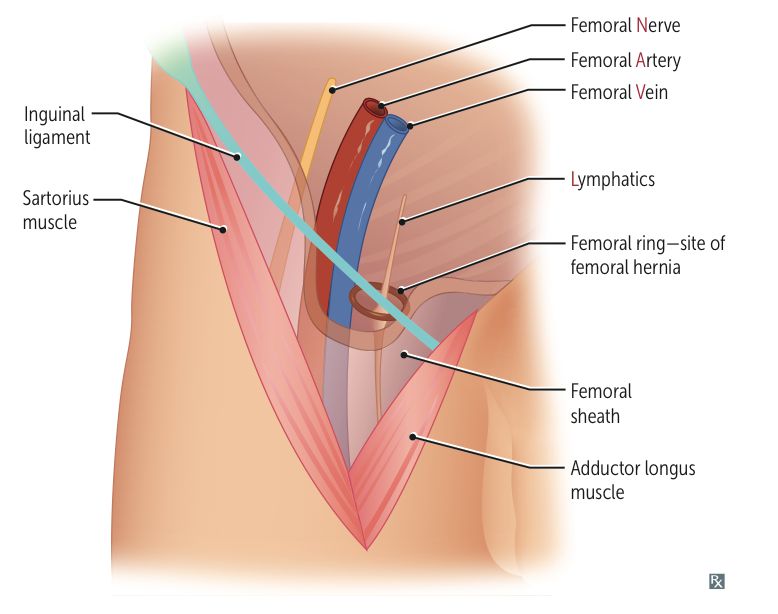 Femoral Nerve
Femoral Artery
Femoral Vein
Inguinal
ligament
Lymphatics
Sartorius
muscle
Femoral ring—site of
femoral hernia
Femoral
sheath
Adductor longus
muscle
Rx